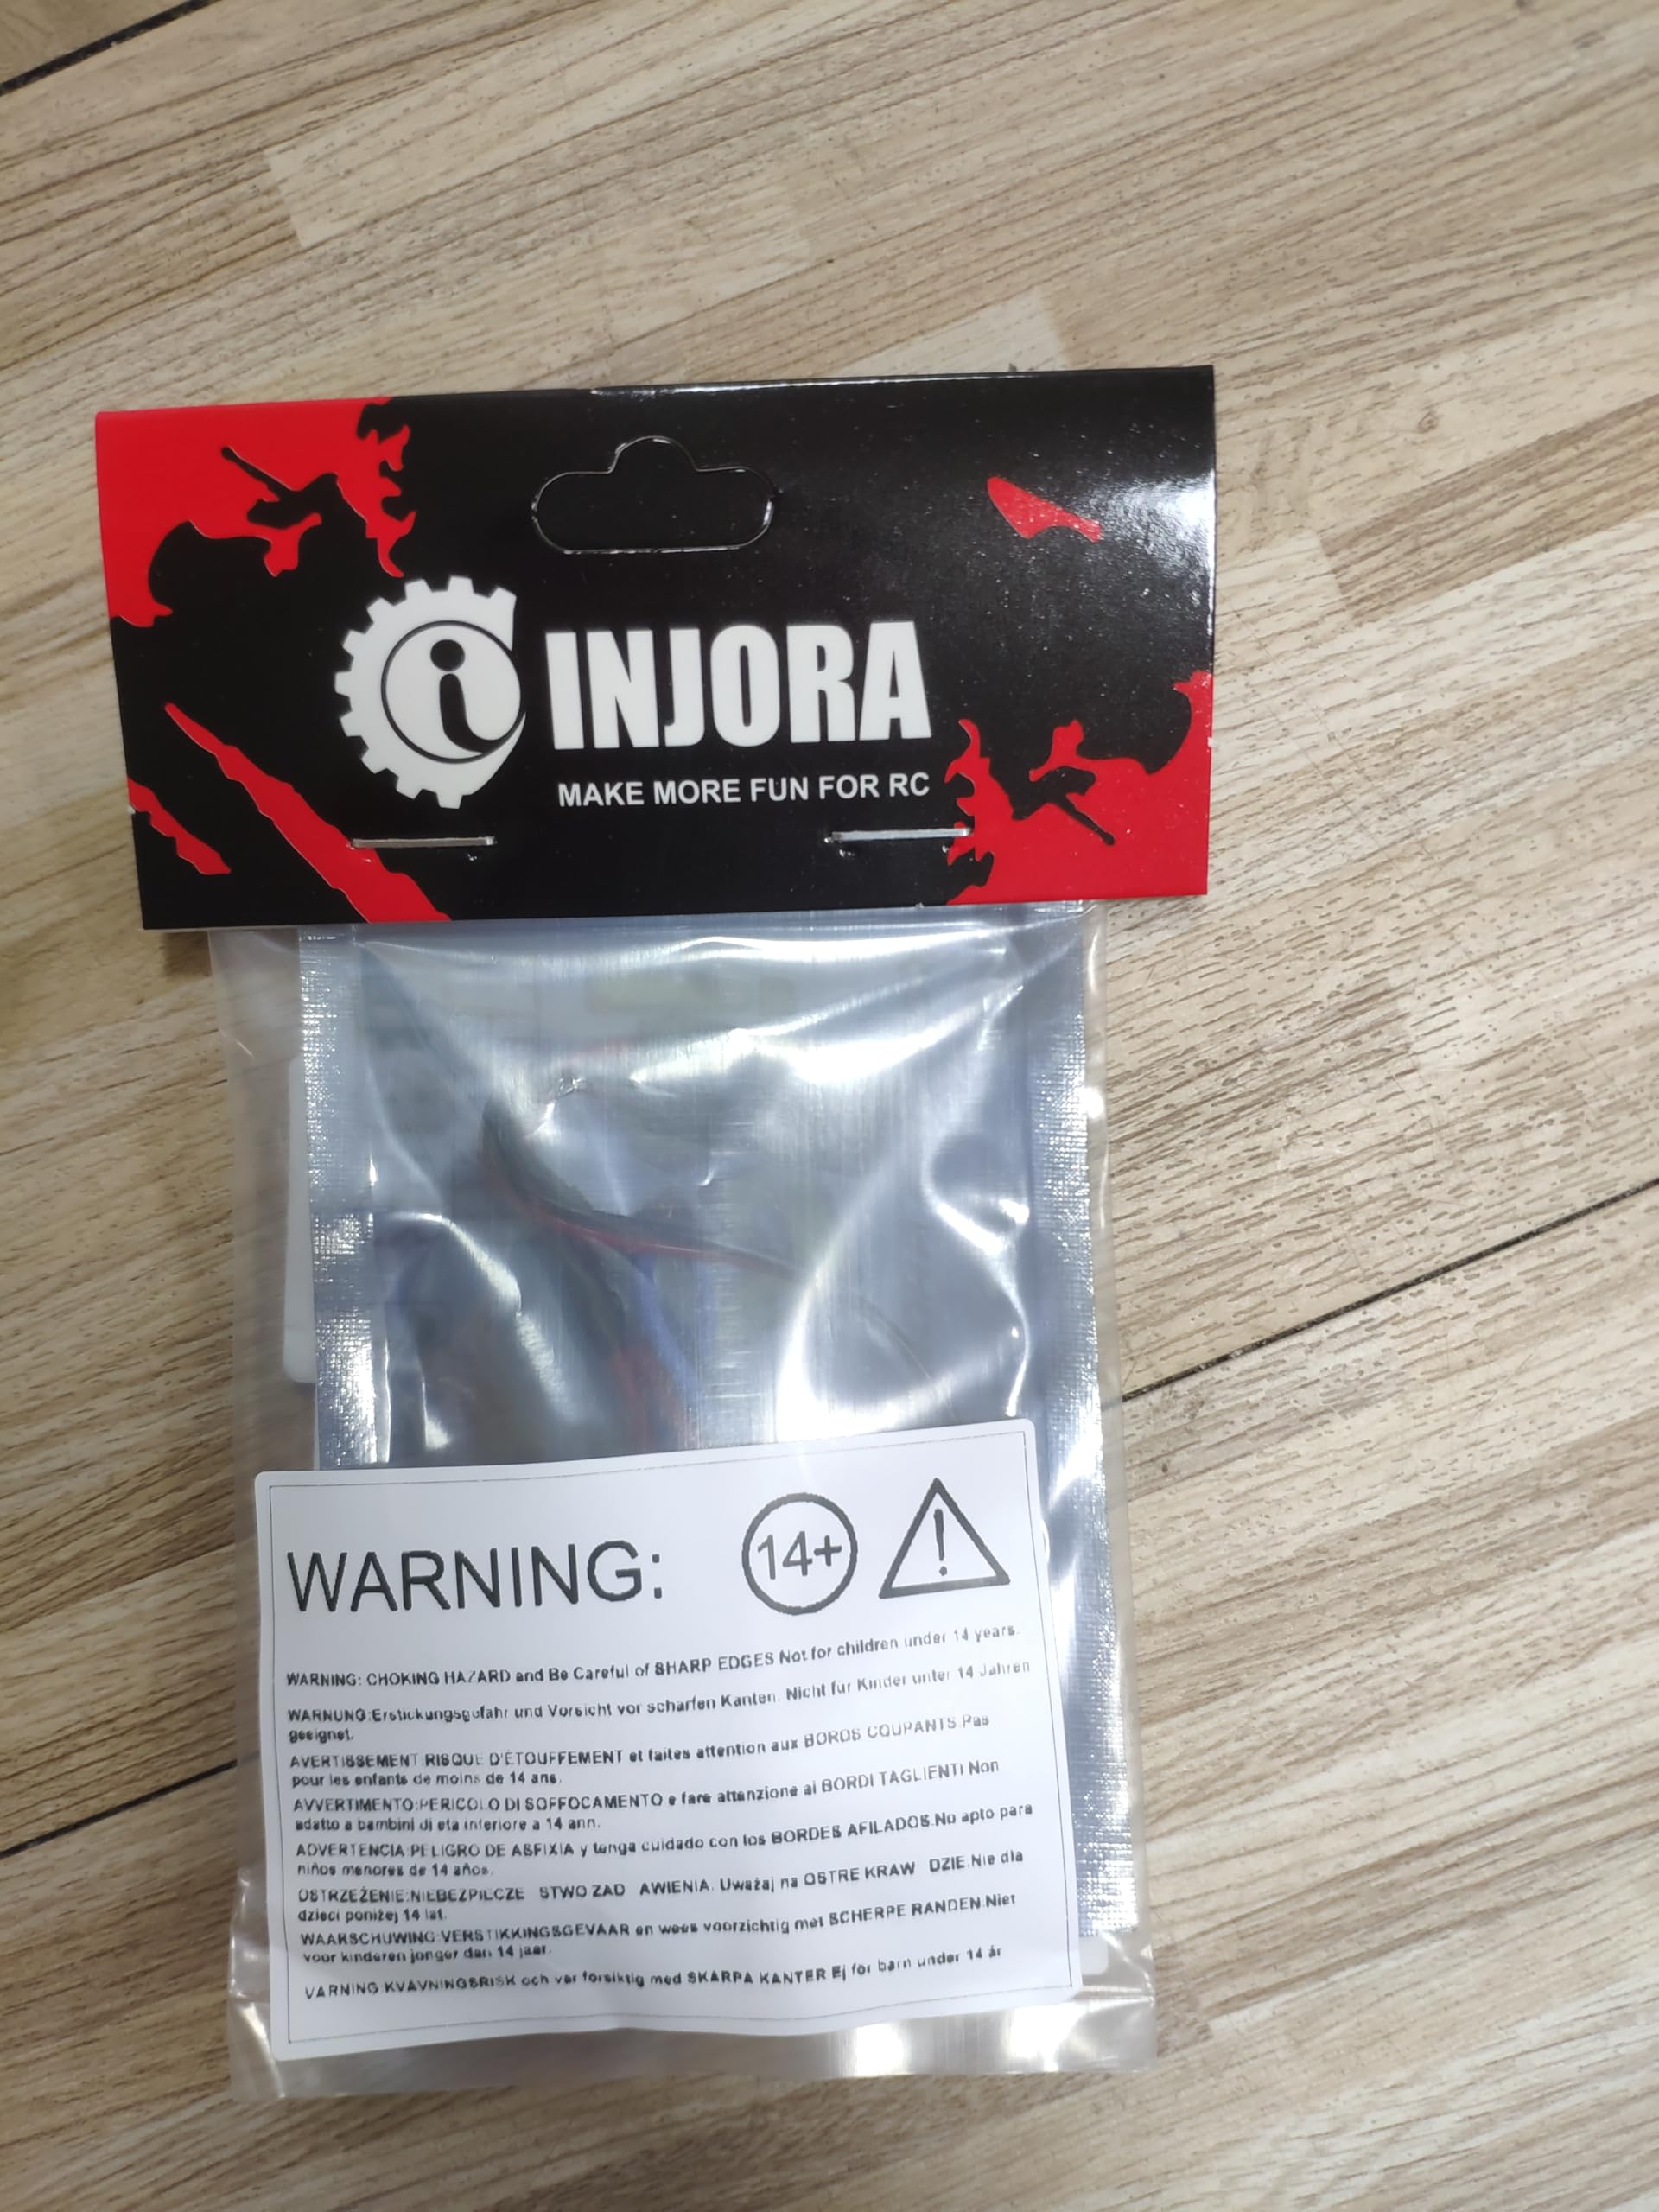 INJORA
MAKE MORE FUN FOR RC
WARNING:
14+
!
WARNING: CHOKING HAZARD and Be Careful of SHARP EDGES Not for children under 14 years.
WARNUNG:Erstickungsgefahr und Vorsicht vor scharfen Kanten. Nicht für Kinder unter 14 Jahren
geeignet.
AVERTISSEMENT:RISQUE D'ÉTOUFFEMENT et faites attention aux BORDS COUPANTS.Pas
pour les enfants de moins de 14 ans.
AVVERTIMENTO:PERICOLO DI SOFFOCAMENTO e fare attenzione ai BORDI TAGLIENTI Non
adatto a bambini di età inferiore a 14 ann.
ADVERTENCIA:PELIGRO DE ASFIXIA y tenga cuidado con los BORDES AFILADOS.No apto para
niños menores de 14 años.
OSTRZEŻENIE:NIEBEZPIECZE STWO ZAD AWIENIA. Uważaj na OSTRE KRAW DZIE.Nie dla
dzieci poniżej 14 lat.
WAARSCHUWING:VERSTIKKINGSGEVAAR en wees voorzichtig met SCHERPE RANDEN.Niet
voor kinderen jonger dan 14 jaar.
VARNING:KVÄVNINGSRISK och var försiktig med SKARPA KANTER Ej för barn under 14 år